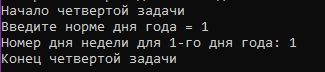 Начало четвертой задачи
Введите норме дня года = 1
Номер дня недели для 1-го дня года: 1
Конец четвертой задачи